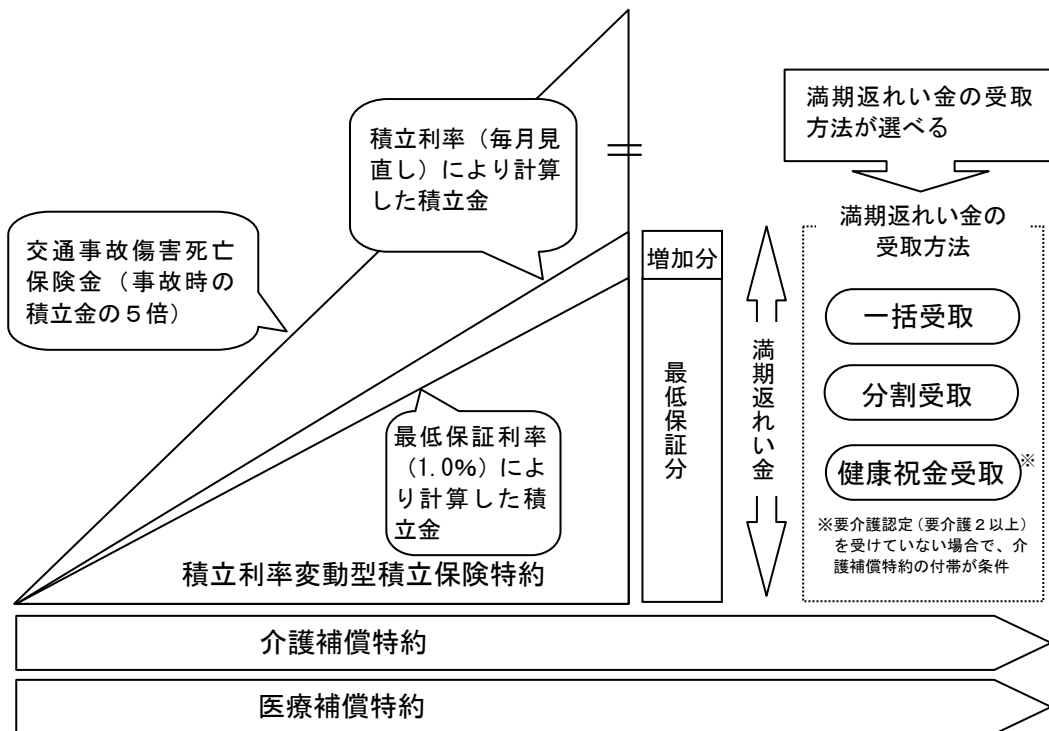 満期返れい金の受取
方法が選べる
積立利率（毎月見
直し）により計算
した積立金
交通事故傷害死亡
保険金（事故時の
積立金の５倍）
満期返れい金の
受取方法
増加分
最低保証分
満期返れい金
一括受取
分割受取
健康祝金受取※
最低保証利率
（1.0%）によ
り計算した積
立金
※要介護認定（要介護２以上）
を受けていない場合で、介
護補償特約の付帯が条件
積立利率変動型積立保険特約
介護補償特約
医療補償特約